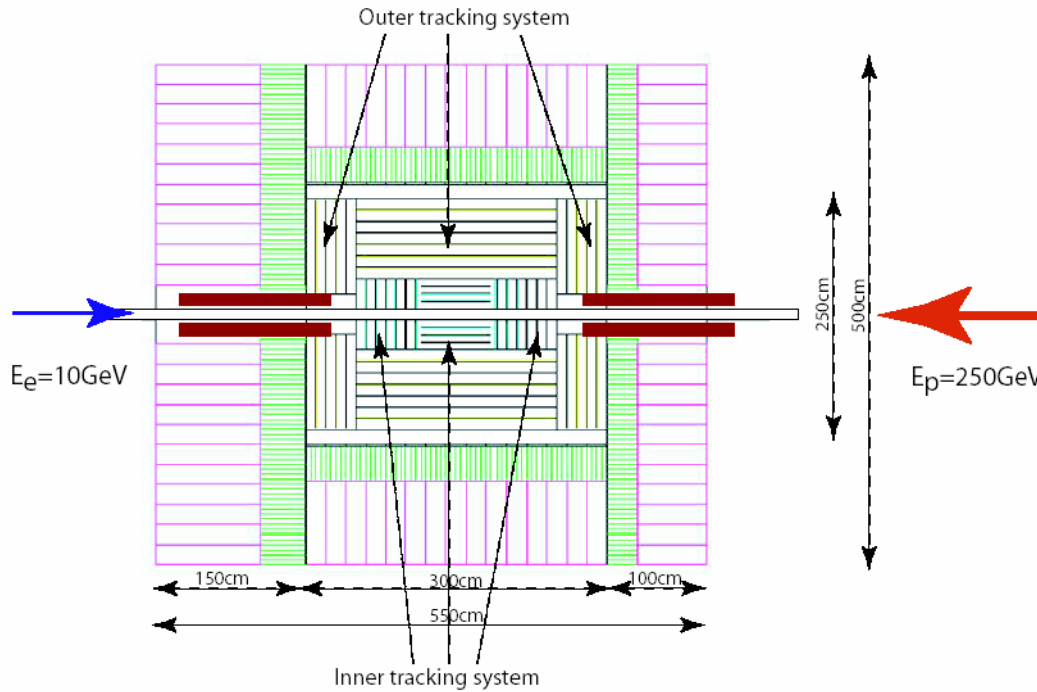 Outer tracking system
250cm
500cm
Ee=10GeV
Ep=250GeV
150cm
300cm
100cm
550cm
Inner tracking system